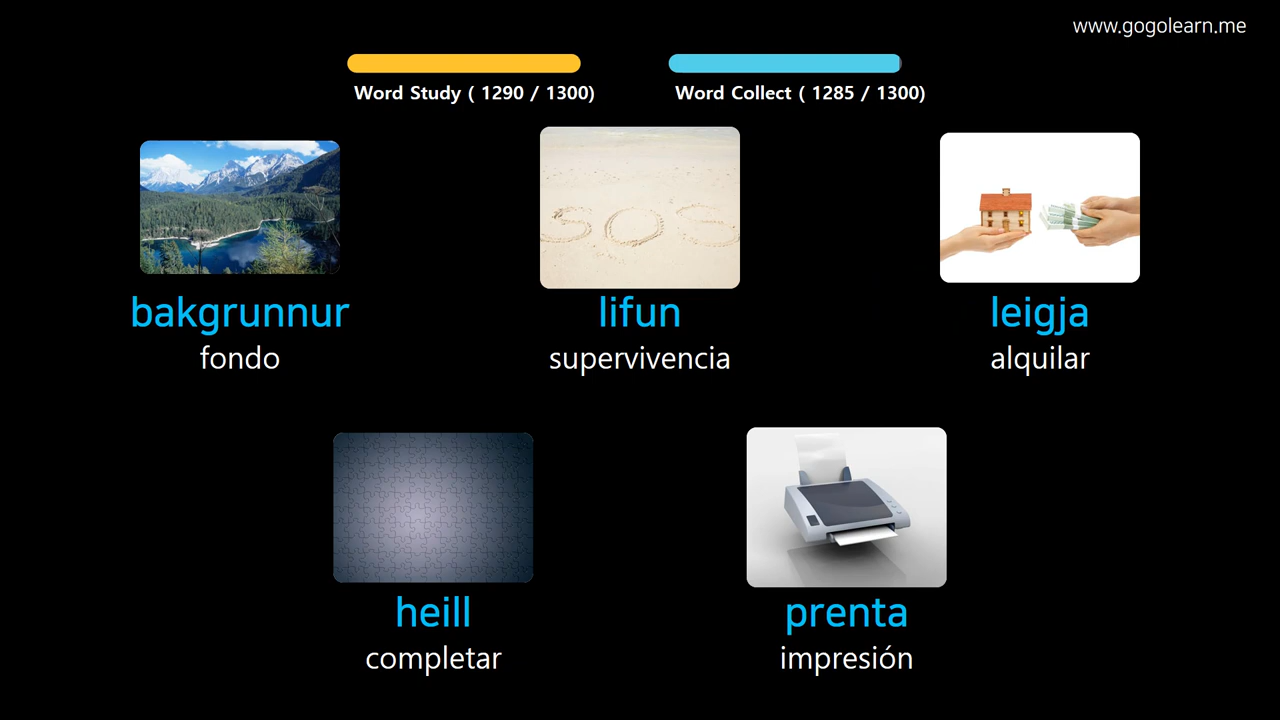 www.gogolearn.me
Word Study ( 1290 / 1300)
Word Collect ( 1285 / 1300)
SOS
bakgrunnur
fondo
lifun
supervivencia
leigja
alquilar
heill
completar
prenta
impresión